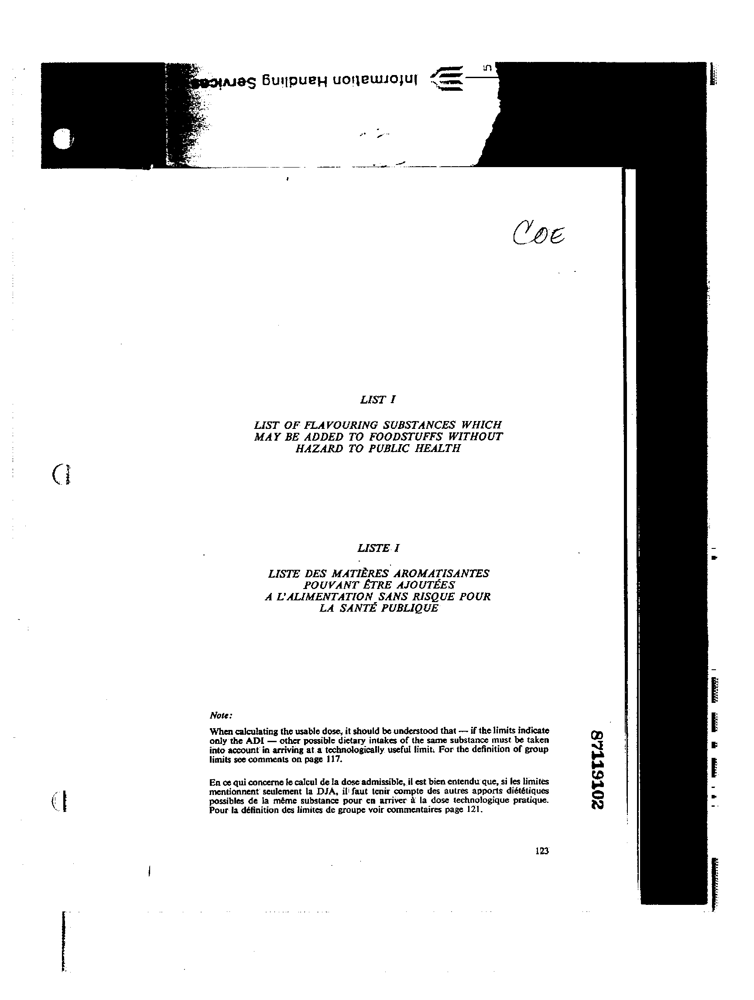 Information Handling Services
COE
LIST I
LIST OF FLAVOURING SUBSTANCES WHICH
MAY BE ADDED TO FOODSTUFFS WITHOUT
HAZARD TO PUBLIC HEALTH
LISTE I
LISTE DES MATIÈRES AROMATISANTES
POUVANT ÊTRE AJOUTÉES
A L'ALIMENTATION SANS RISQUE POUR
LA SANTÉ PUBLIQUE
Note:
When calculating the usable dose, it should be understood that — if the limits indicate
only the ADI — other possible dietary intakes of the same substance must be taken
into account in arriving at a technologically useful limit. For the definition of group
limits see comments on page 117.
En ce qui concerne le calcul de la dose admissible, il est bien entendu que, si les limites
mentionnent seulement la DJA, il faut tenir compte des autres apports diététiques
possibles de la même substance pour en arriver à la dose technologique pratique.
Pour la définition des limites de groupe voir commentaires page 121.
123
87119102